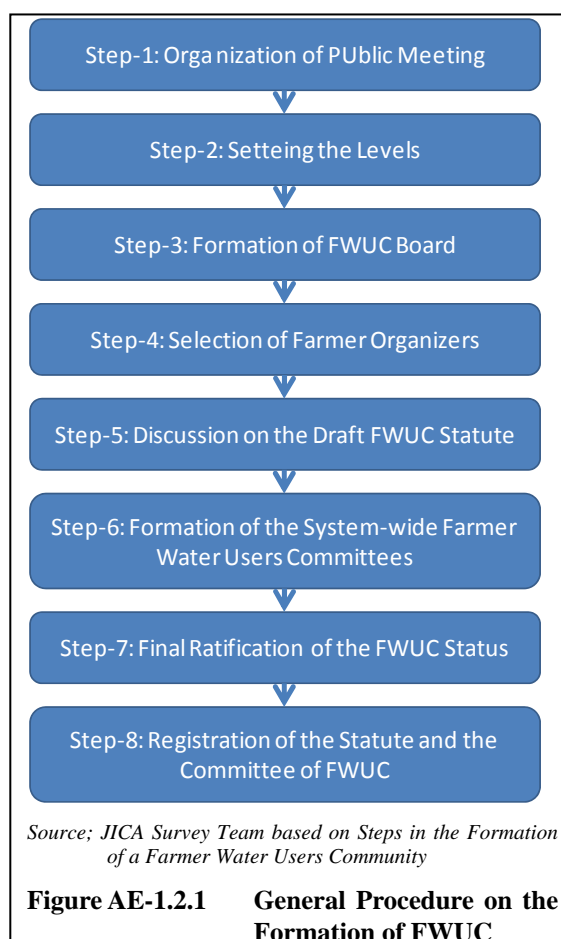 Step-1: Organization of PUblic Meeting
Step-2: Setteing the Levels
Step-3: Formation of FWUC Board
Step-4: Selection of Farmer Organizers
Step-5: Discussion on the Draft FWUC Statute
Step-6: Formation of the System-wide Farmer
Water Users Committees
Step-7: Final Ratification of the FWUC Status
Step-8: Registration of the Statute and the
Committee of FWUC
Source; JICA Survey Team based on Steps in the Formation
of a Farmer Water Users Community
Figure AE-1.2.1 General Procedure on the
Formation of FWUC